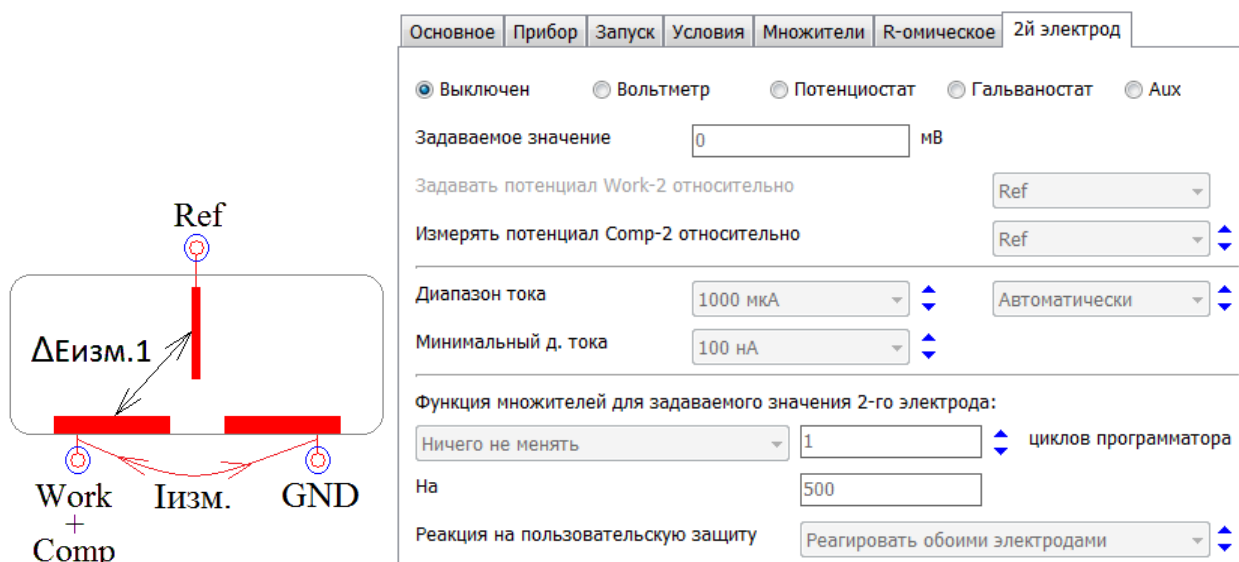 Основное Прибор Запуск Условия Множители R-омическое 2й электрод
Выключен Вольтметр Потенциостат Гальваностат Aux
Задаваемое значение 0 мВ
Задавать потенциал Work-2 относительно Ref
Измерять потенциал Comp-2 относительно Ref
Диапазон тока 1000 мкА Автоматически
Минимальный д. тока 100 нА
Функция множителей для задаваемого значения 2-го электрода:
Ничего не менять 1 циклов программатора
На 500
Реакция на пользовательскую защиту Реагировать обоими электродами
Ref
ΔEизм.1
Work Iизм. GND
+
Comp